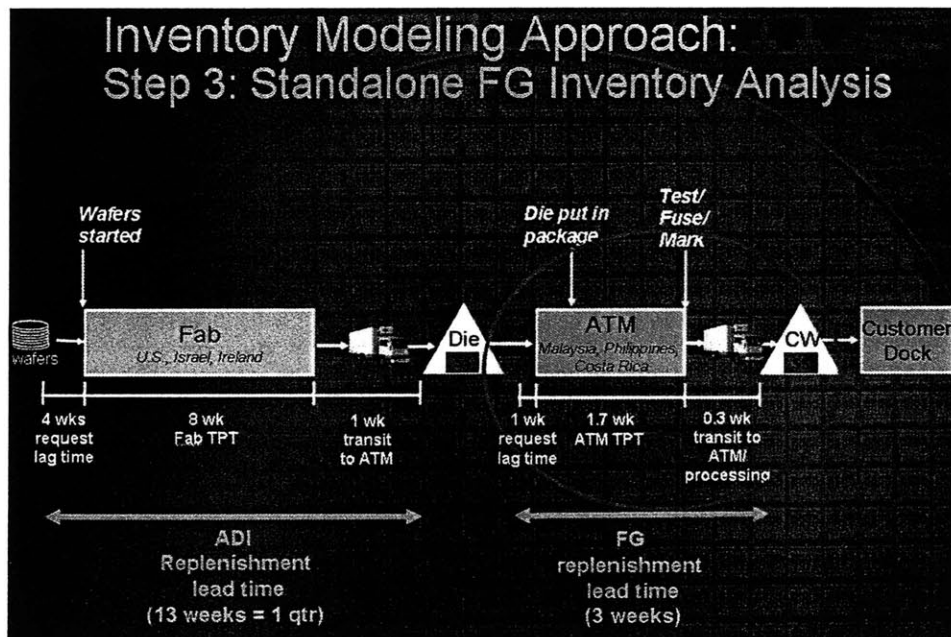 Inventory Modeling Approach:
Step 3: Standalone FG Inventory Analysis
Wafers
started
Die put in
package
Test/
Fuse/
Mark
wafers
Fab
U.S., Israel, Ireland
Die
ATM
Malaysia, Philippines,
Costa Rica
CW
Customer
Dock
4 wks
request
lag time
8 wk
Fab TPT
1 wk
transit
to ATM
1 wk
request
lag time
1.7 wk
ATM TPT
0.3 wk
transit to
ATM/
processing
ADI
Replenishment
lead time
(13 weeks = 1 qtr)
FG
replenishment
lead time
(3 weeks)